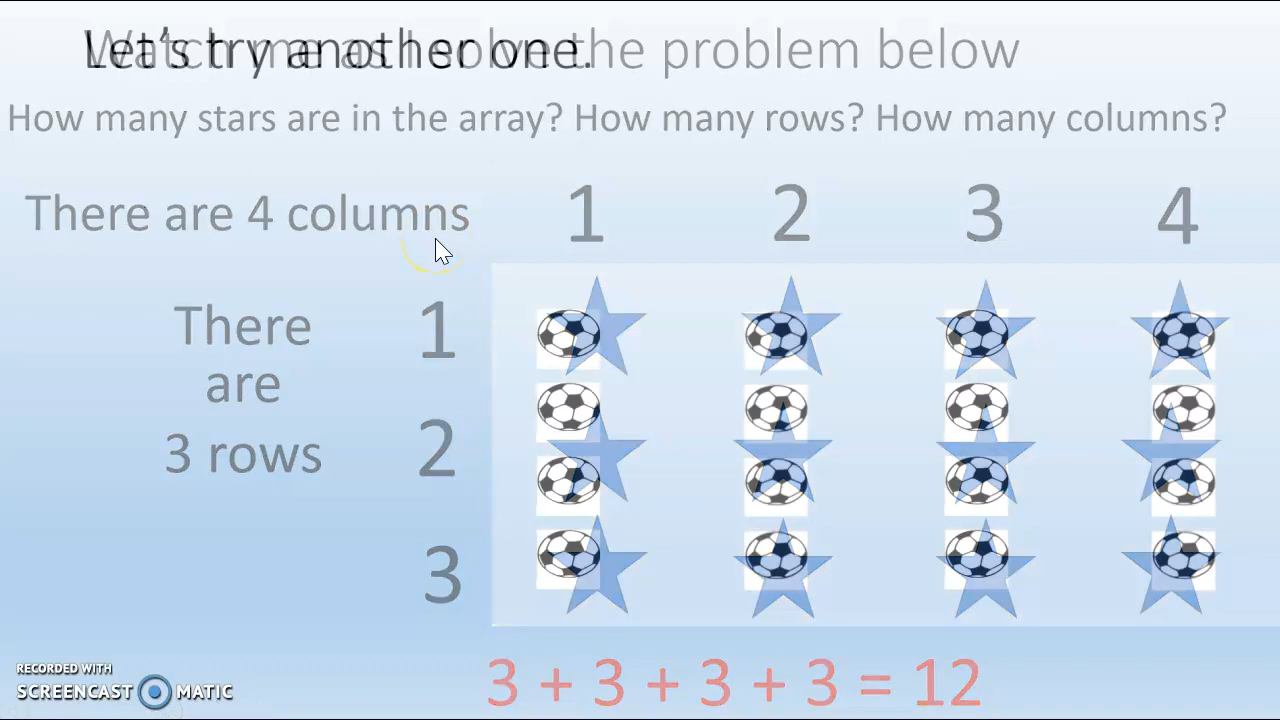 Let's try another one.
Watch me as I solve the problem below
How many stars are in the array? How many rows? How many columns?
There are 4 columns
1 2 3 4
There
are
3 rows
1
2
3
3 + 3 + 3 + 3 = 12
RECORDED WITH
SCREENCAST MATIC